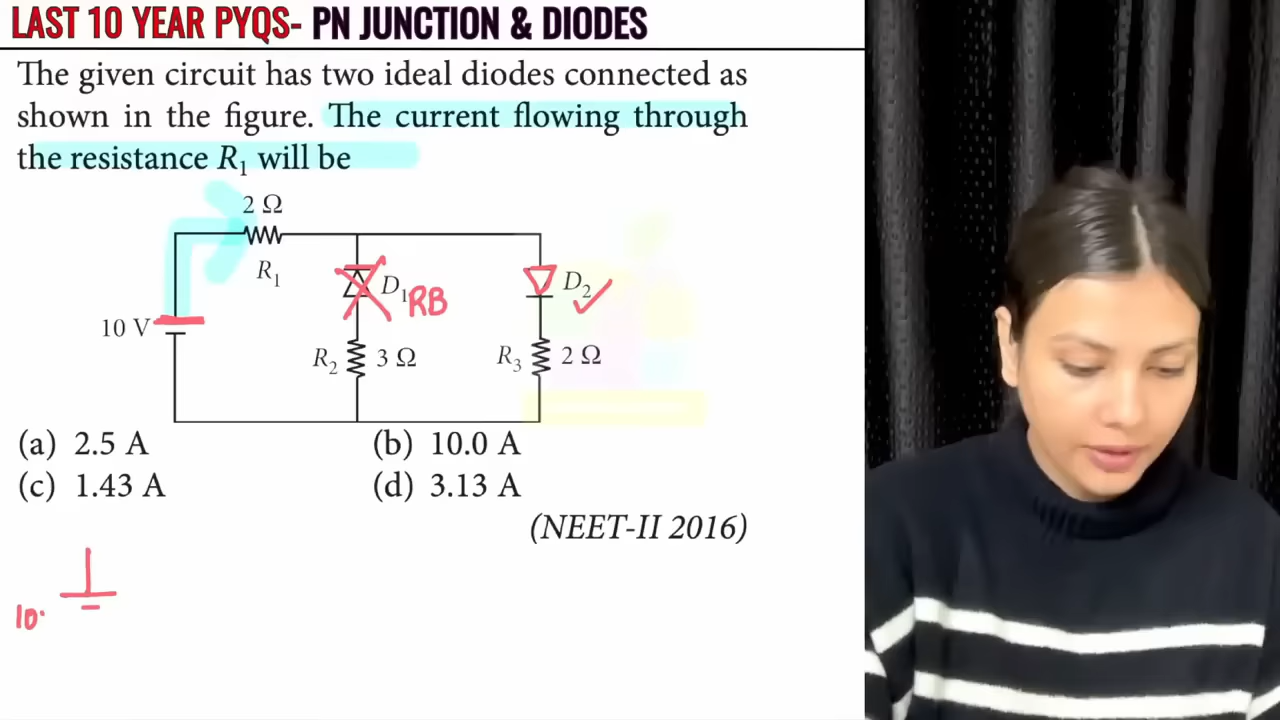 LAST 10 YEAR PYQS- PN JUNCTION & DIODES
The given circuit has two ideal diodes connected as
shown in the figure. The current flowing through
the resistance R₁ will be
2 Ω
R₁
D₁ RB
D₂
10 V
R₂ 3 Ω
R₃ 2 Ω
(a) 2.5 A (b) 10.0 A
(c) 1.43 A (d) 3.13 A
(NEET-II 2016)
10